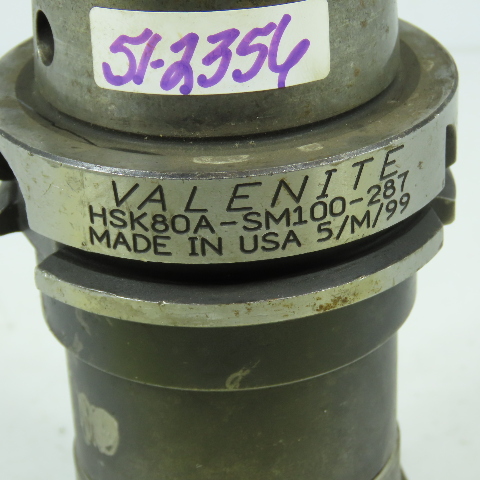 51-2356
VALENITE
HSK80A-SM100-287
MADE IN USA 5/M/99